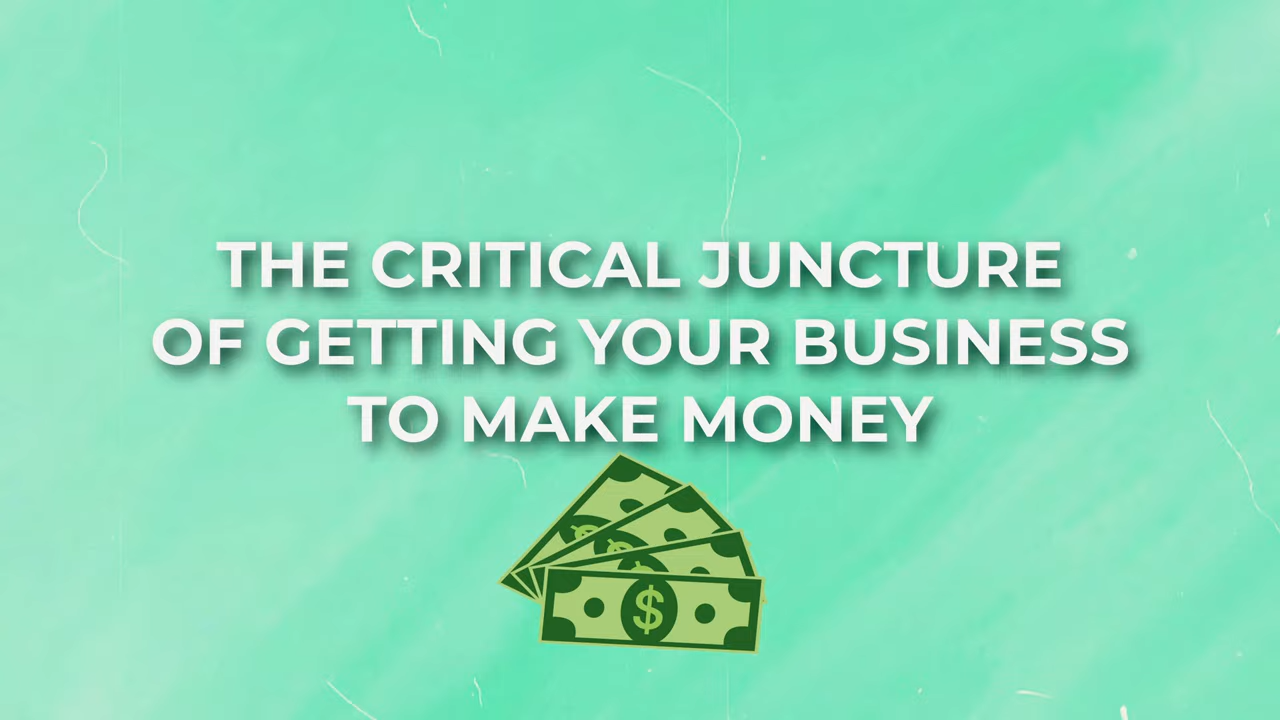 THE CRITICAL JUNCTURE
OF GETTING YOUR BUSINESS
TO MAKE MONEY
$